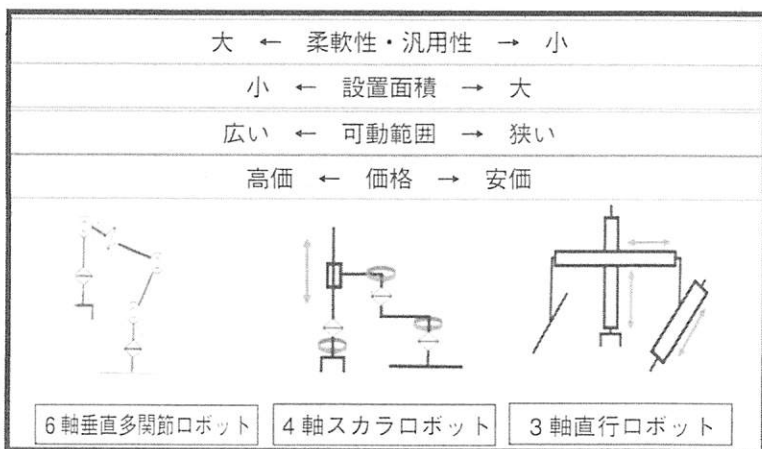 大 ← 柔軟性・汎用性 → 小
小 ← 設置面積 → 大
広い ← 可動範囲 → 狭い
高価 ← 価格 → 安価
6軸垂直多関節ロボット
4軸スカラロボット
3軸直行ロボット